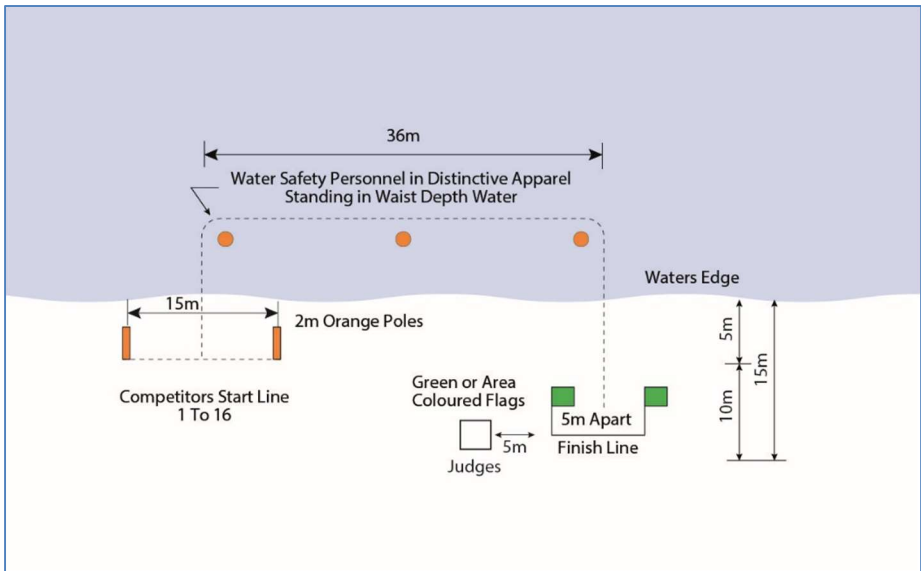 36m
Water Safety Personnel in Distinctive Apparel
Standing in Waist Depth Water
Waters Edge
15m
2m Orange Poles
5m
15m
10m
Competitors Start Line
1 To 16
Green or Area
Coloured Flags
5m Apart
5m
Finish Line
Judges